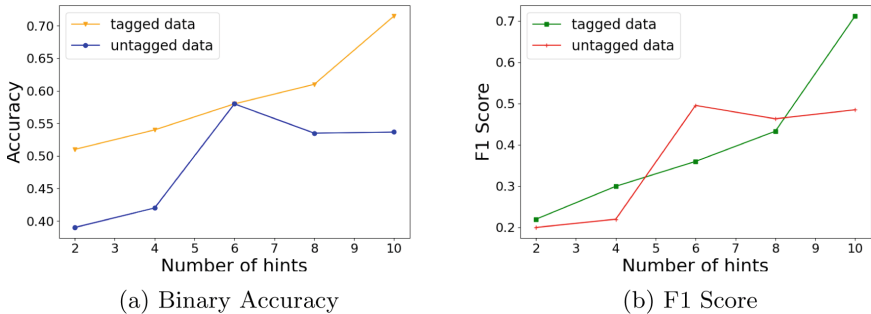 tagged data
untagged data
0.70
0.65
0.60
0.55
0.50
0.45
0.40
Accuracy
2 3 4 5 6 7 8 9 10
Number of hints
(a) Binary Accuracy
tagged data
untagged data
0.7
0.6
0.5
0.4
0.3
0.2
F1 Score
2 3 4 5 6 7 8 9 10
Number of hints
(b) F1 Score